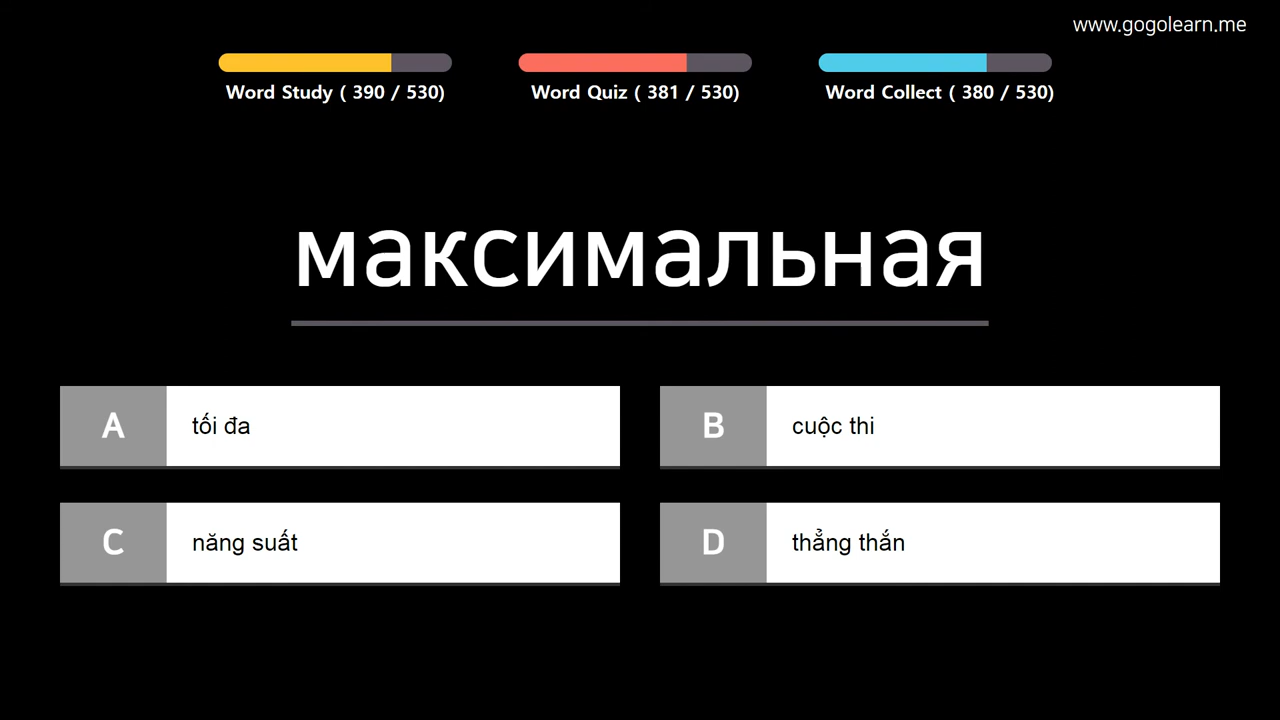 www.gogolearn.me
Word Study ( 390 / 530)
Word Quiz ( 381 / 530)
Word Collect ( 380 / 530)
максимальная
A tối đa
B cuộc thi
C năng suất
D thẳng thắn